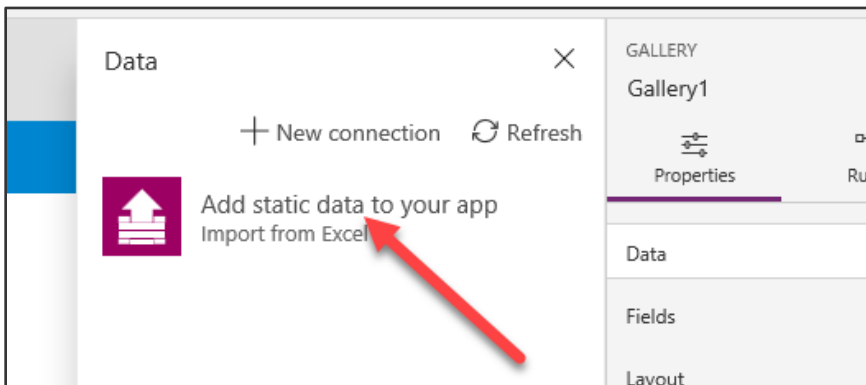 Data
New connection
Refresh
Add static data to your app
Import from Excel
GALLERY
Gallery1
Properties
Ru
Data
Fields
Layout